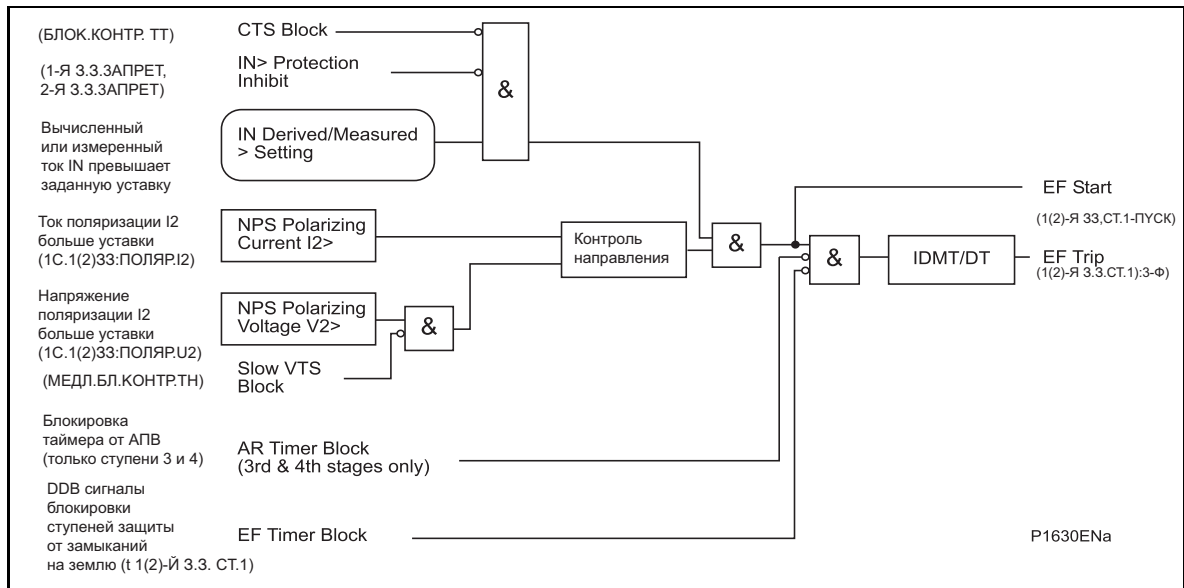 (БЛОК.КОНТР. ТТ)
CTS Block
(1-Я З.З.ЗАПРЕТ,
2-Я З.З.ЗАПРЕТ)
IN> Protection
Inhibit
&
Вычисленный
или измеренный
ток IN превышает
заданную уставку
IN Derived/Measured
> Setting
Ток поляризации I2
больше уставки
(1С.1(2)ЗЗ:ПОЛЯР.I2)
NPS Polarizing
Current I2>
Контроль
направления
&
EF Start
(1(2)-Я ЗЗ,СТ.1-ПУСК)
&
IDMT/DT
EF Trip
(1(2)-Я З.З.СТ.1):3-Ф)
Напряжение
поляризации I2
больше уставки
(1С.1(2)ЗЗ:ПОЛЯР.U2)
NPS Polarizing
Voltage V2>
&
(МЕДЛ.БЛ.КОНТР.ТН)
Slow VTS
Block
Блокировка
таймера от АПВ
(только ступени 3 и 4)
AR Timer Block
(3rd & 4th stages only)
DDB сигналы
блокировки
ступеней защиты
от замыканий
на землю (t 1(2)-Й З.З. СТ.1)
EF Timer Block
P1630ENa